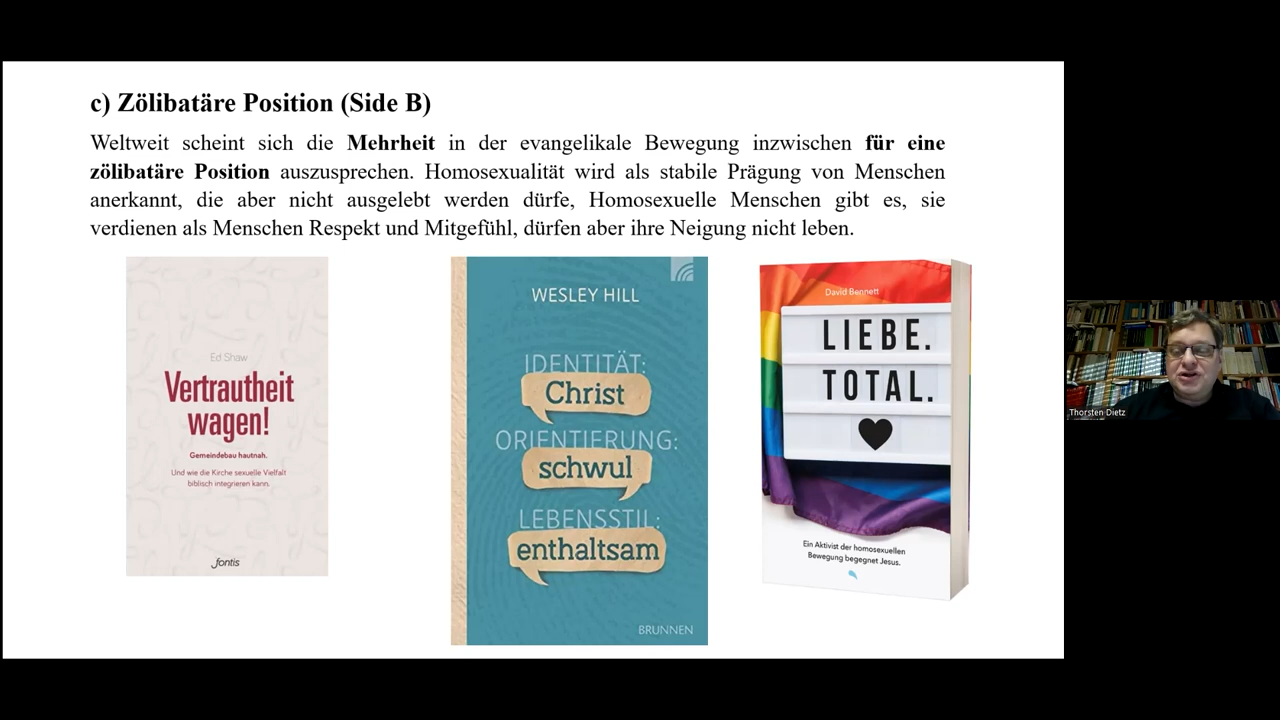 c) Zölibatäre Position (Side B)
Weltweit scheint sich die Mehrheit in der evangelikale Bewegung inzwischen für eine
zölibatäre Position auszusprechen. Homosexualität wird als stabile Prägung von Menschen
anerkannt, die aber nicht ausgelebt werden dürfe, Homosexuelle Menschen gibt es, sie
verdienen als Menschen Respekt und Mitgefühl, dürfen aber ihre Neigung nicht leben.
Ed Shaw
Vertrautheit
wagen!
Gemeindebau hautnah.
Und wie die Kirche sexuelle Vielfalt
biblisch integrieren kann.
fontis
WESLEY HILL
IDENTITÄT:
Christ
ORIENTIERUNG:
schwul
LEBENSSTIL:
enthaltsam
BRUNNEN
David Bennett
LIEBE.
TOTAL.
Ein Aktivist der homosexuellen
Bewegung begegnet Jesus.
Thorsten Dietz